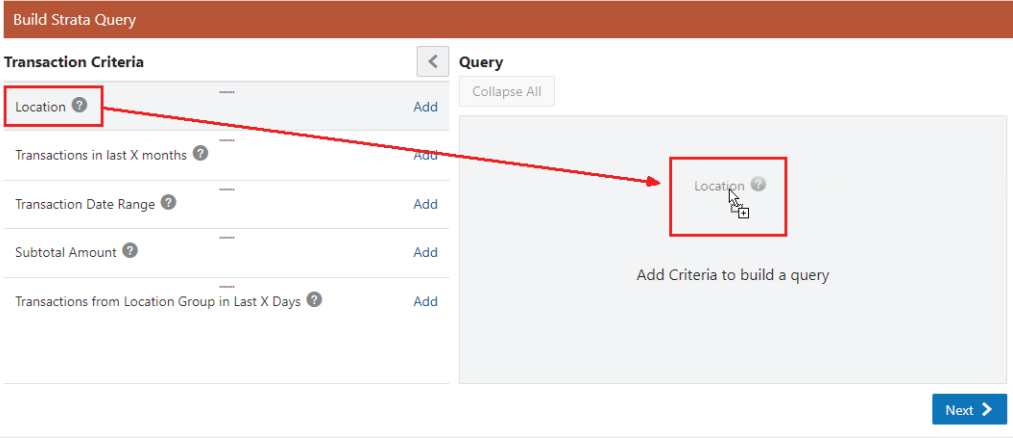 Build Strata Query
Transaction Criteria
Location ? Add
Transactions in last X months ? Add
Transaction Date Range ? Add
Subtotal Amount ? Add
Transactions from Location Group in Last X Days ? Add
Query
Collapse All
Location ?
Add Criteria to build a query
Next